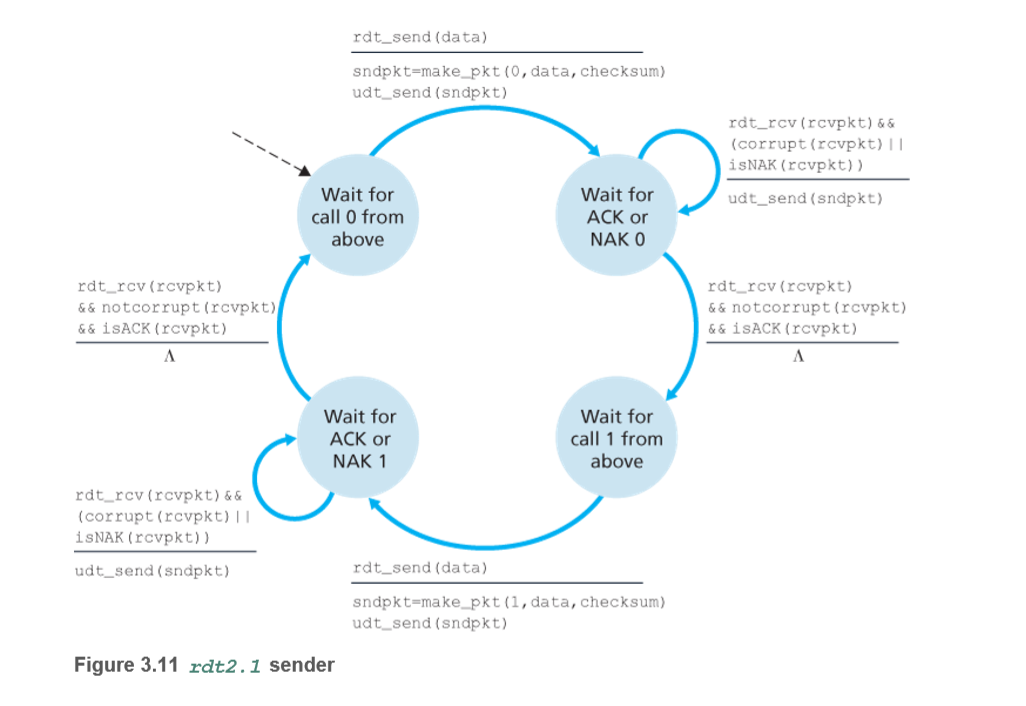 rdt_send(data)
sndpkt=make_pkt(0,data,checksum)
udt_send(sndpkt)
rdt_rcv(rcvpkt)&&
(corrupt(rcvpkt)||
isNAK(rcvpkt))
udt_send(sndpkt)
Wait for
call 0 from
above
Wait for
ACK or
NAK 0
rdt_rcv(rcvpkt)
&& notcorrupt(rcvpkt)
&& isACK(rcvpkt)
Λ
rdt_rcv(rcvpkt)
&& notcorrupt(rcvpkt)
&& isACK(rcvpkt)
Λ
Wait for
ACK or
NAK 1
Wait for
call 1 from
above
rdt_rcv(rcvpkt)&&
(corrupt(rcvpkt)||
isNAK(rcvpkt))
udt_send(sndpkt)
rdt_send(data)
sndpkt=make_pkt(1,data,checksum)
udt_send(sndpkt)
Figure 3.11 rdt2.1 sender